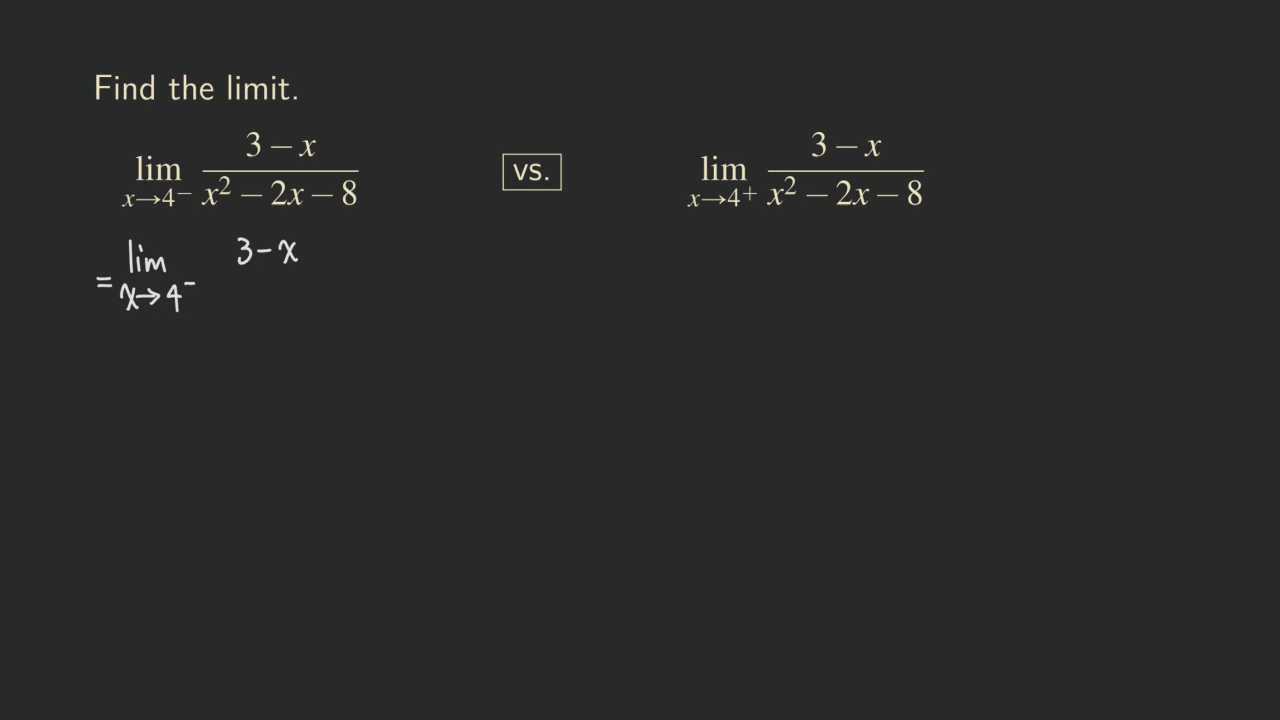 Find the limit.
lim x→4⁻ (3 − x)/(x² − 2x − 8) vs. lim x→4⁺ (3 − x)/(x² − 2x − 8)
= lim x→4⁻ 3−x